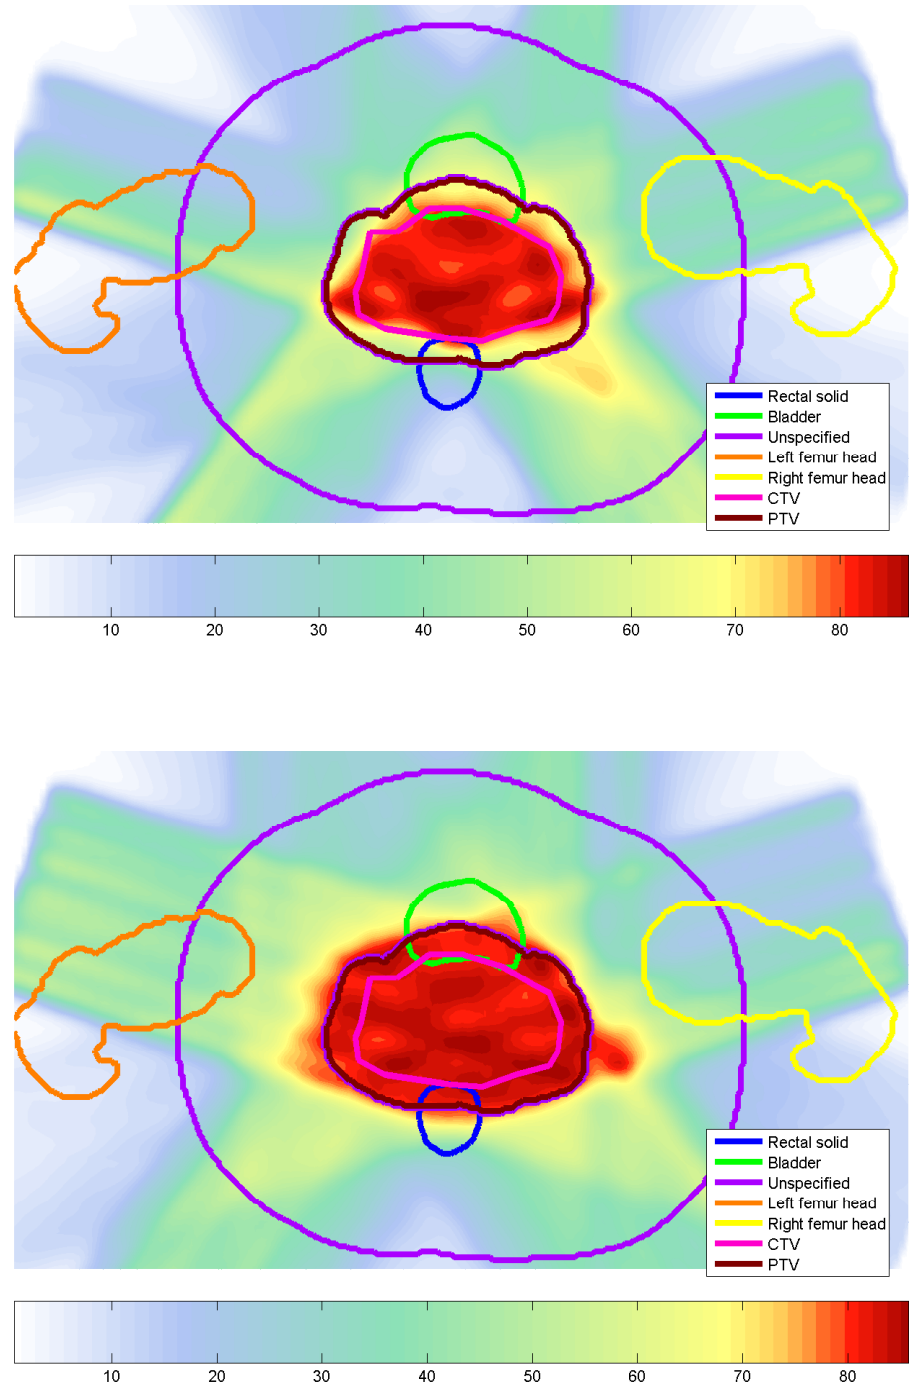 Rectal solid
Bladder
Unspecified
Left femur head
Right femur head
CTV
PTV
10 20 30 40 50 60 70 80
Rectal solid
Bladder
Unspecified
Left femur head
Right femur head
CTV
PTV
10 20 30 40 50 60 70 80